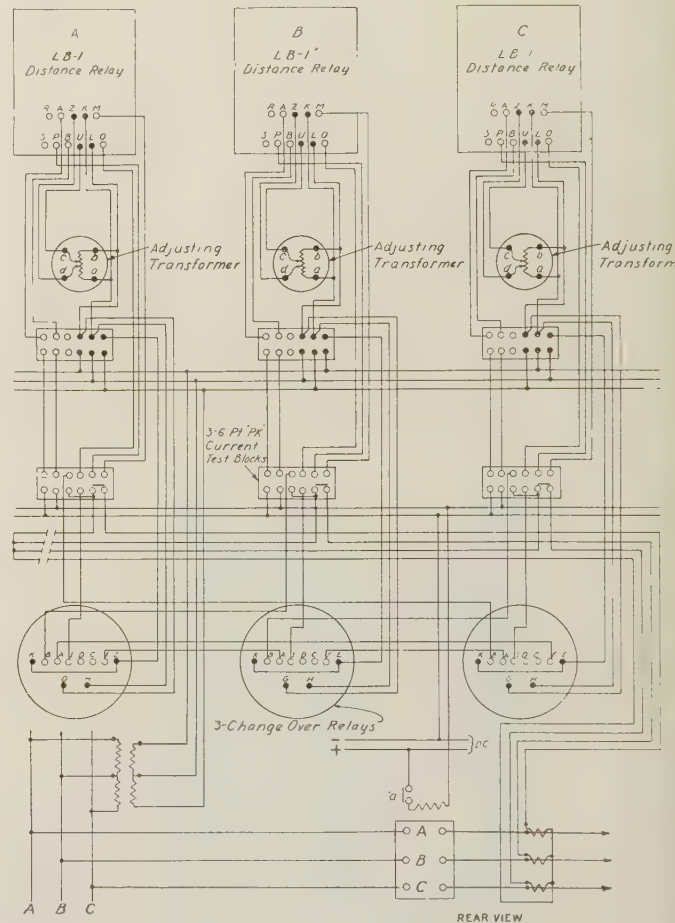 A
LB-1
Distance Relay
B
LB-1
Distance Relay
C
LB-1
Distance Relay
R A Z K M
S P B U L O
R A Z K M
S P B U L O
R A Z K M
S P B U L O
c b
d a
Adjusting
Transformer
c b
d a
Adjusting
Transformer
c b
d a
Adjusting
Transform
3-6 Pt "PK"
Current
Test Blocks
K B A J D C
G H
K B A J D C Y E
G H
K B A J D C Y E
G H
3-Change Over Relays
- 
+
DC
"a"
A
B
C
A B C
REAR VIEW